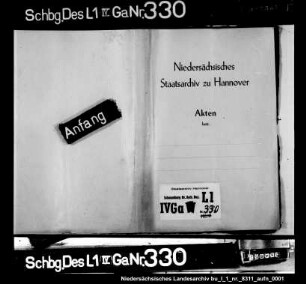 Schbg,Des L1 IV Ga Nr.330
Niedersächsisches
Staatsarchiv zu Hannover
Akten
Anfang
L1
IVGa
330
Schbg,Des L1 IV Ga Nr.330
Niedersächsisches Landesarchiv bu_l_1_nr_8311_aufn_0001